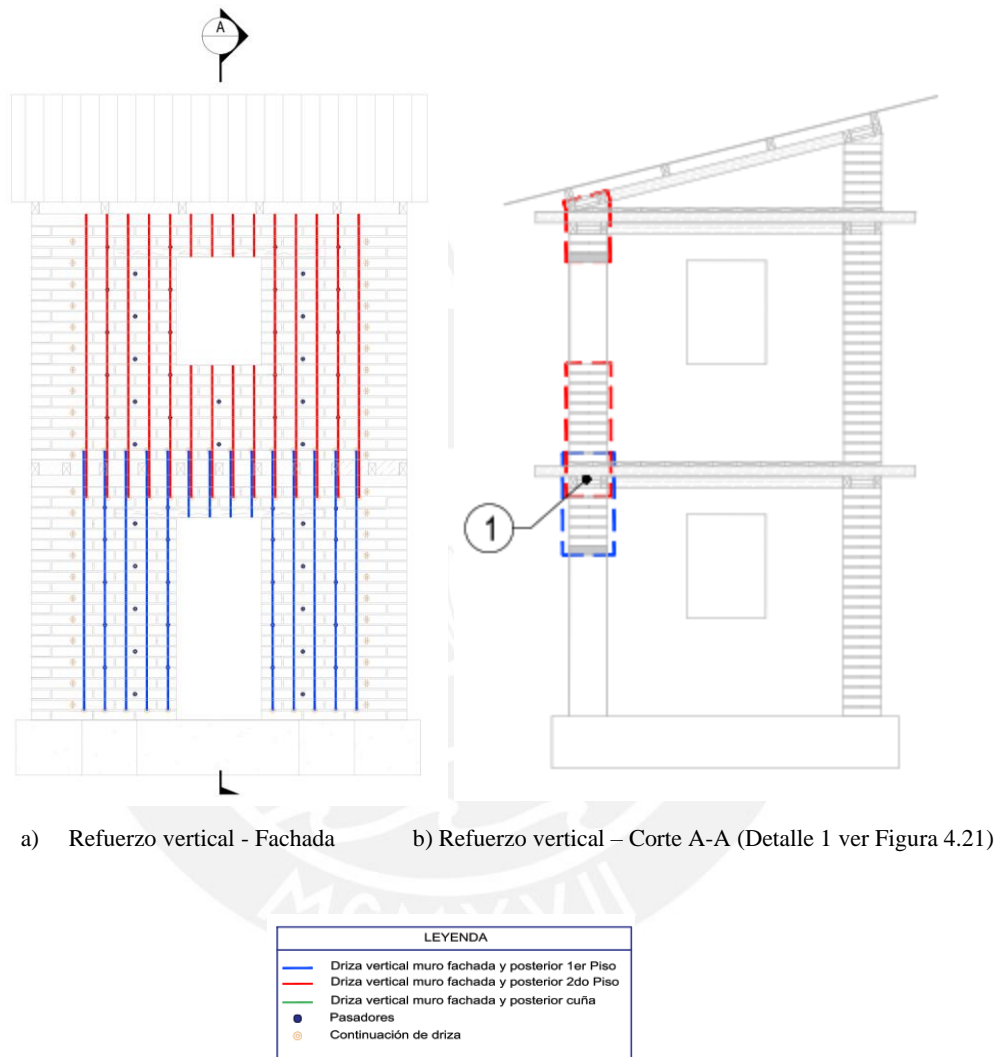 A
1
a) Refuerzo vertical - Fachada
b) Refuerzo vertical – Corte A-A (Detalle 1 ver Figura 4.21)
MCMXVII
LEYENDA
Driza vertical muro fachada y posterior 1er Piso
Driza vertical muro fachada y posterior 2do Piso
Driza vertical muro fachada y posterior cuña
Pasadores
Continuación de driza